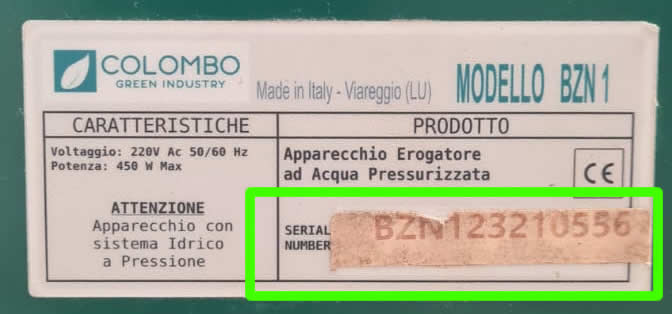 COLOMBO
GREEN INDUSTRY
Made in Italy - Viareggio (LU)
MODELLO BZN 1
CARATTERISTICHE
Voltaggio: 220V Ac 50/60 Hz
Potenza: 450 W Max
ATTENZIONE
Apparecchio con
sistema Idrico
a Pressione
PRODOTTO
Apparecchio Erogatore
ad Acqua Pressurizzata
CE
SERIAL
NUMBER
BZN123210556